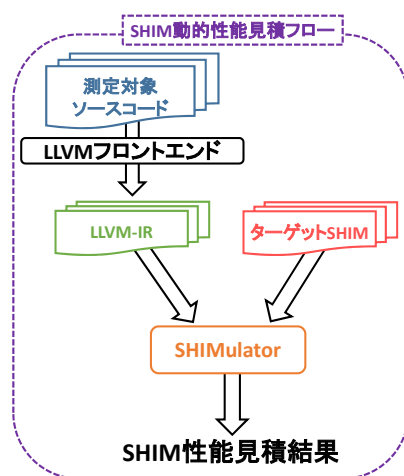 SHIM動的性能見積フロー
測定対象
ソースコード
LLVMフロントエンド
LLVM-IR
ターゲットSHIM
SHIMulator
SHIM性能見積結果